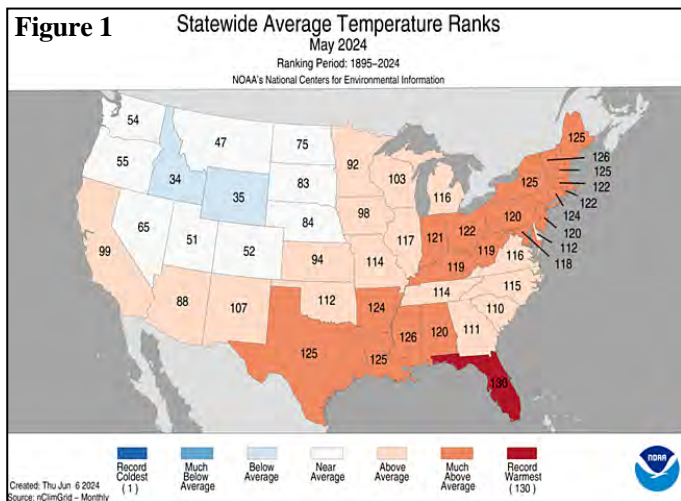 Figure 1
Statewide Average Temperature Ranks
May 2024
Ranking Period: 1895-2024
NOAA's National Centers for Environmental Information
54
47
75
92
103
116
125
126
125
125
122
122
124
120
112
118
55
34
35
83
98
117
121
122
120
84
65
51
52
94
114
119
119
116
99
88
107
112
124
114
115
110
125
125
126
120
111
130
Record
Coldest
(1)
Much
Below
Average
Below
Average
Near
Average
Above
Average
Much
Above
Average
Record
Warmest
(130)
NOAA
Created: Thu Jun 6 2024
Source: nClimGrid - Monthly